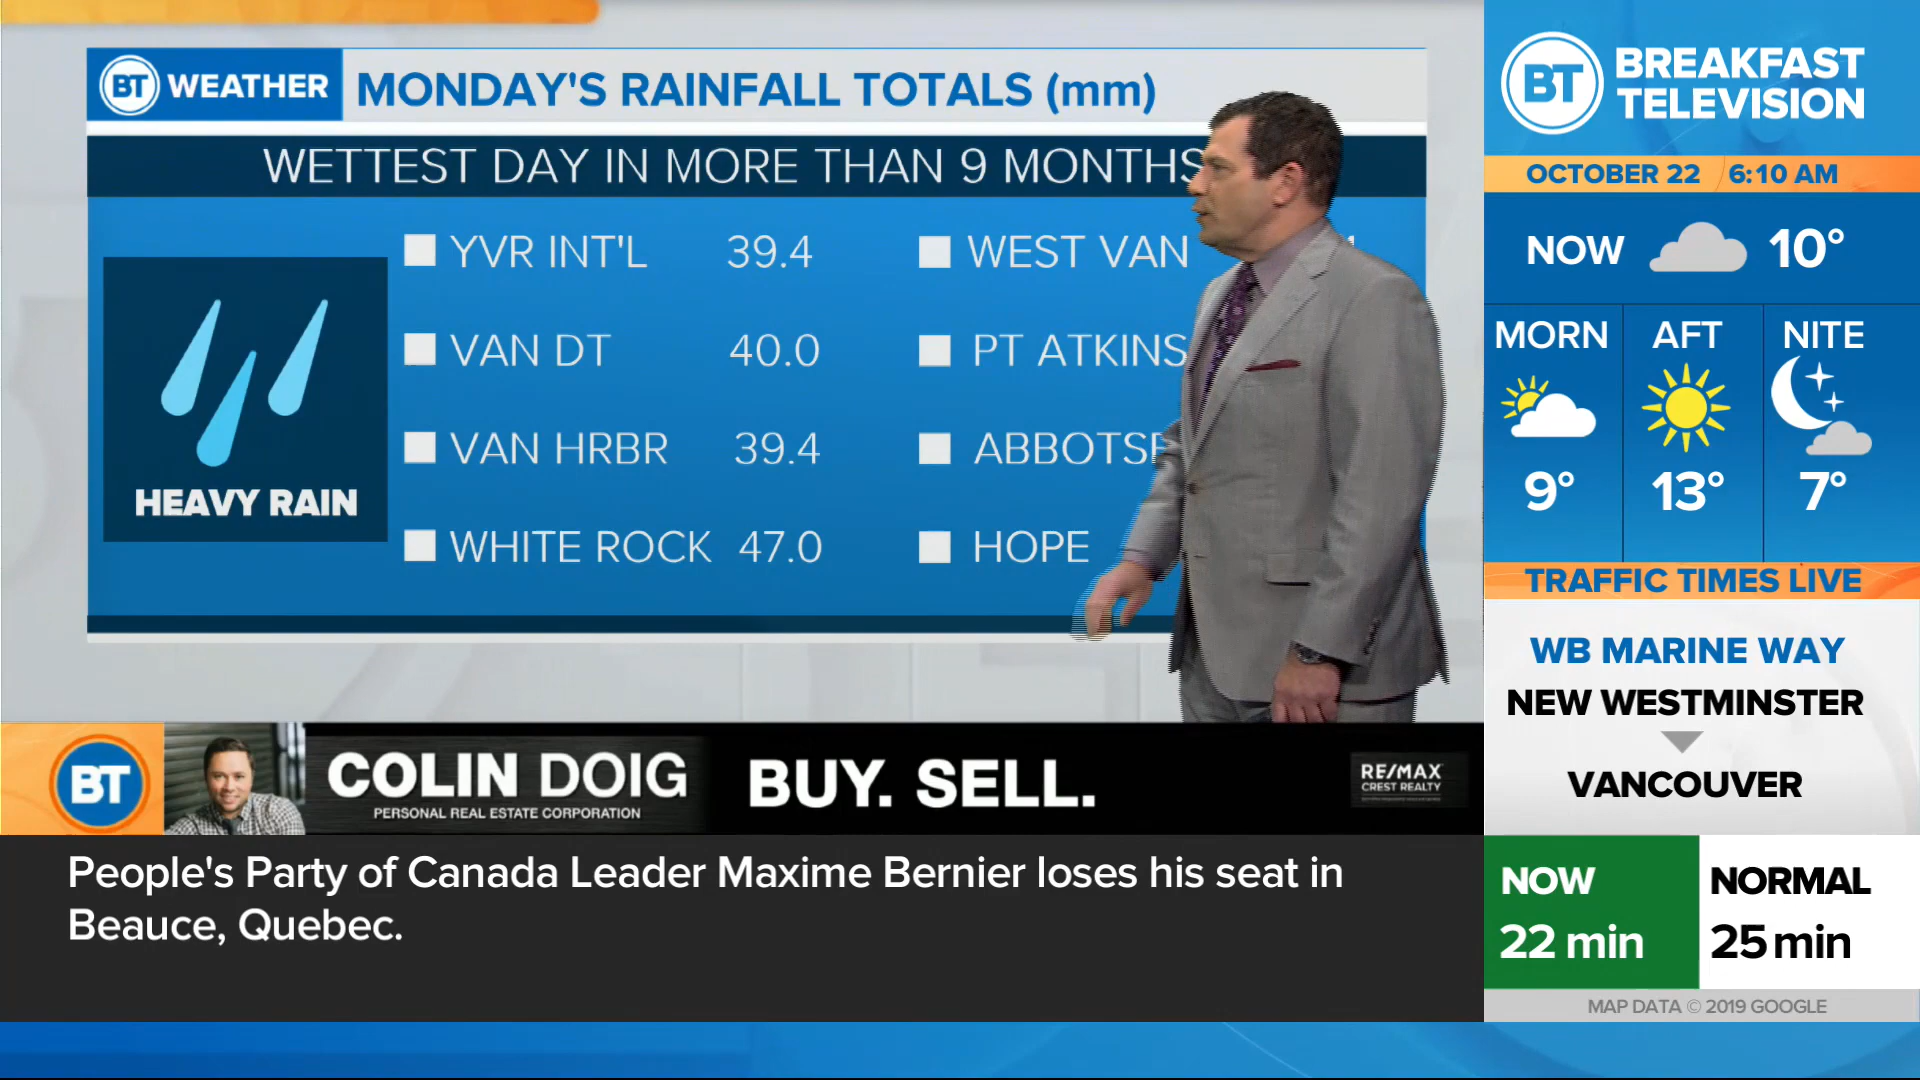 BT WEATHER
MONDAY'S RAINFALL TOTALS (mm)
WETTEST DAY IN MORE THAN 9 MONTHS
YVR INT'L 39.4
WEST VAN
VAN DT 40.0
PT ATKINS
VAN HRBR 39.4
WHITE ROCK 47.0
HOPE
HEAVY RAIN
BT
COLIN DOIG
PERSONAL REAL ESTATE CORPORATION
BUY. SELL.
RE/MAX
CREST REALTY
People's Party of Canada Leader Maxime Bernier loses his seat in
Beauce, Quebec.
BT BREAKFAST
TELEVISION
OCTOBER 22 6:10 AM
NOW 10°
MORN AFT NITE
9° 13° 7°
TRAFFIC TIMES LIVE
WB MARINE WAY
NEW WESTMINSTER
VANCOUVER
NOW NORMAL
22 min 25 min
MAP DATA © 2019 GOOGLE